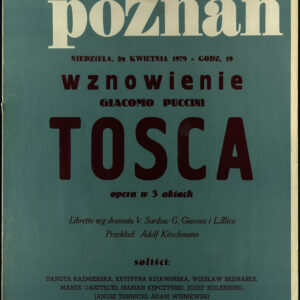 poznań
NIEDZIELA, 29 KWIETNIA 1979 - GODZ. 19
wznowienie
GIACOMO PUCCINI
TOSCA
opera w 3 aktach
Libretto wg dramatu V. Sardou: G. Giacosa i L.Illica
Przekład: Adolf Kitschmann
soliści:
DANUTA KAŹMIERSKA, KRYSTYNA KUJAWIŃSKA, WIESŁAW BEDNAREK,
MAREK GASZTECKI, MARIAN KĘPCZYŃSKI, JÓZEF KOLESIŃSKI,
JANUSZ TEMNICKI, ADAM WIŚNIEWSKI